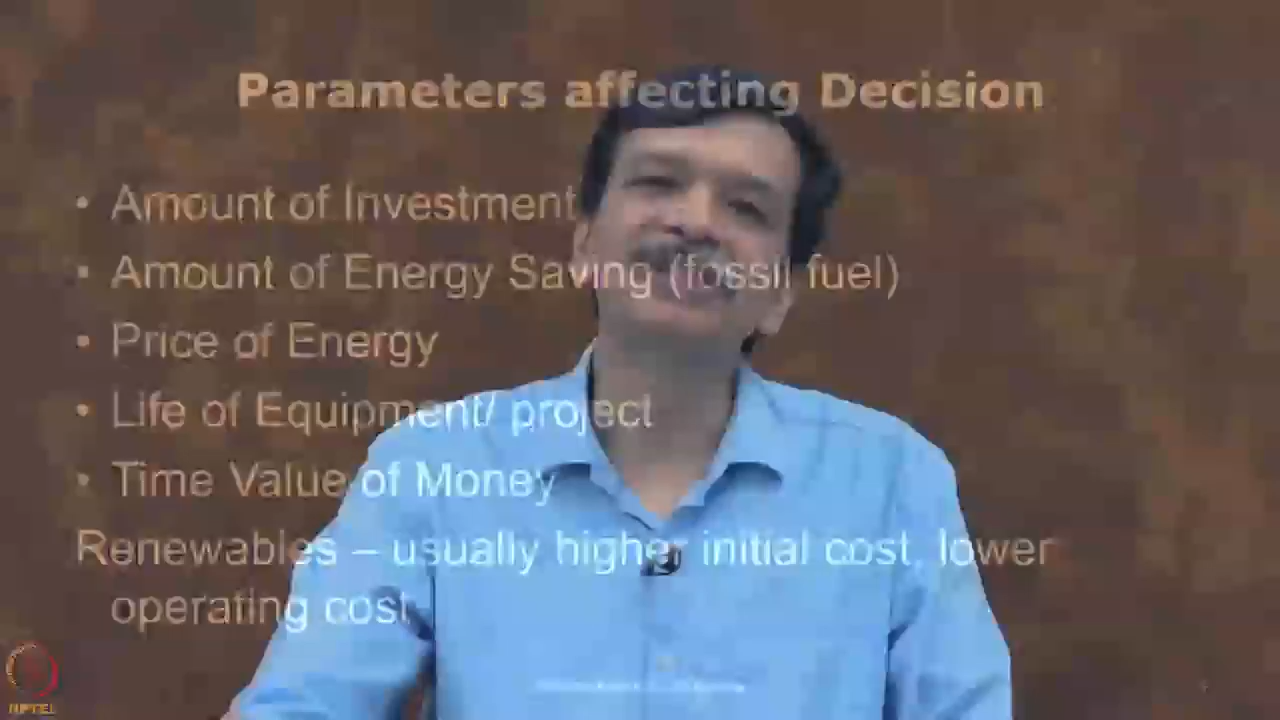 Parameters affecting Decision
• Amount of Investment
• Amount of Energy Saving (fossil fuel)
• Price of Energy
• Life of Equipment/ project
• Time Value of Money
Renewables – usually higher initial cost, lower
operating cost
NPTEL